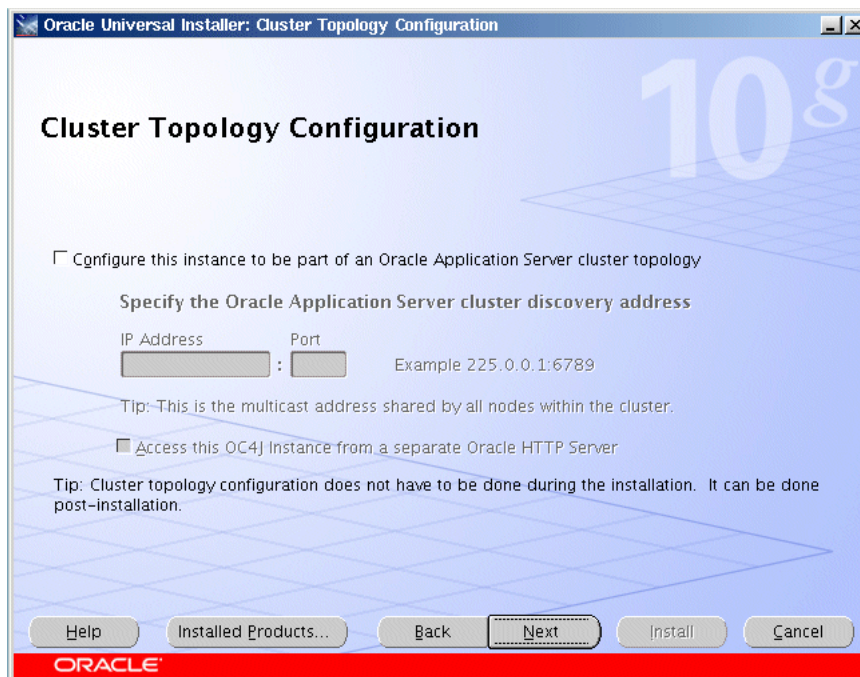 Oracle Universal Installer: Cluster Topology Configuration
10g
Cluster Topology Configuration
Configure this instance to be part of an Oracle Application Server cluster topology
Specify the Oracle Application Server cluster discovery address
IP Address Port
: Example 225.0.0.1:6789
Tip: This is the multicast address shared by all nodes within the cluster.
Access this OC4J Instance from a separate Oracle HTTP Server
Tip: Cluster topology configuration does not have to be done during the installation. It can be done
post-installation.
Help Installed Products... Back Next Install Cancel
ORACLE